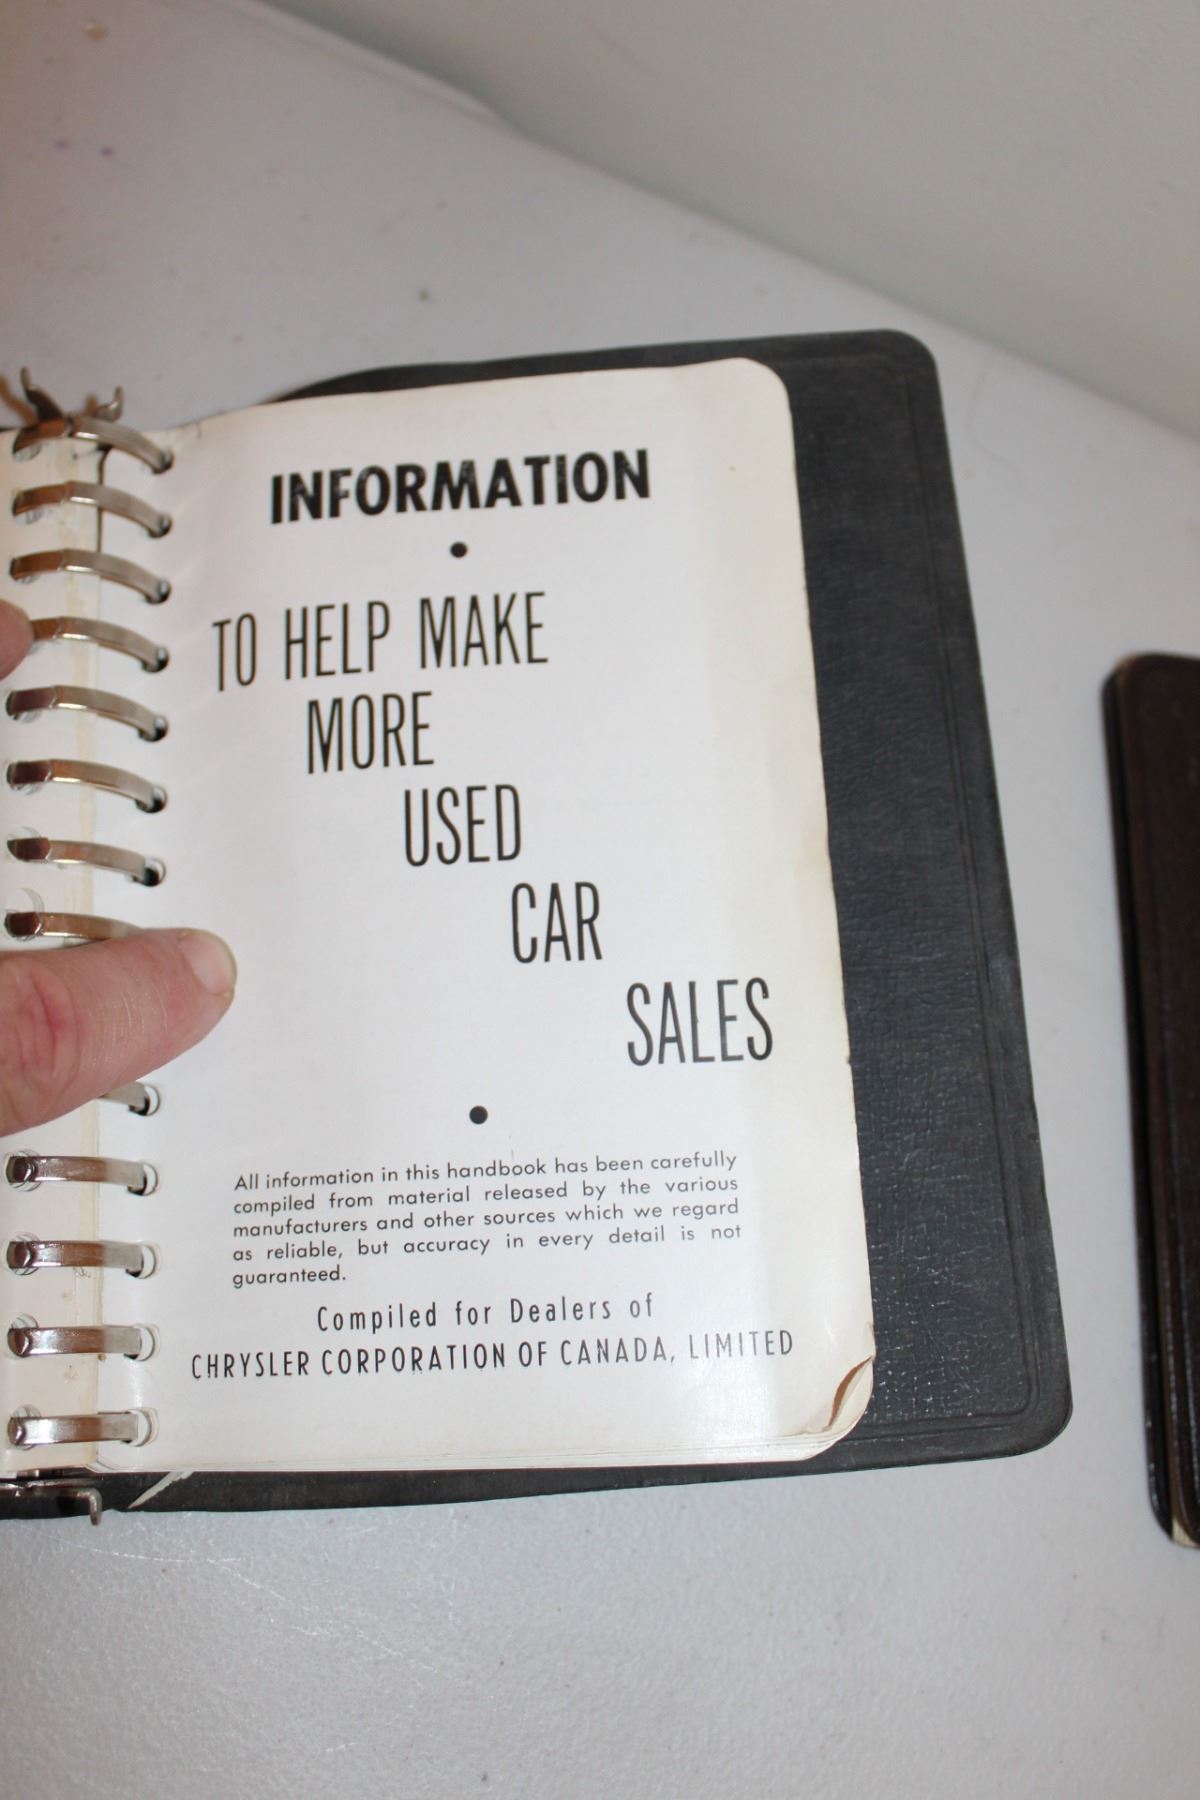 INFORMATION
•
TO HELP MAKE
MORE
USED
CAR
SALES
•
All information in this handbook has been carefully
compiled from material released by the various
manufacturers and other sources which we regard
as reliable, but accuracy in every detail is not
guaranteed.
Compiled for Dealers of
CHRYSLER CORPORATION OF CANADA, LIMITED